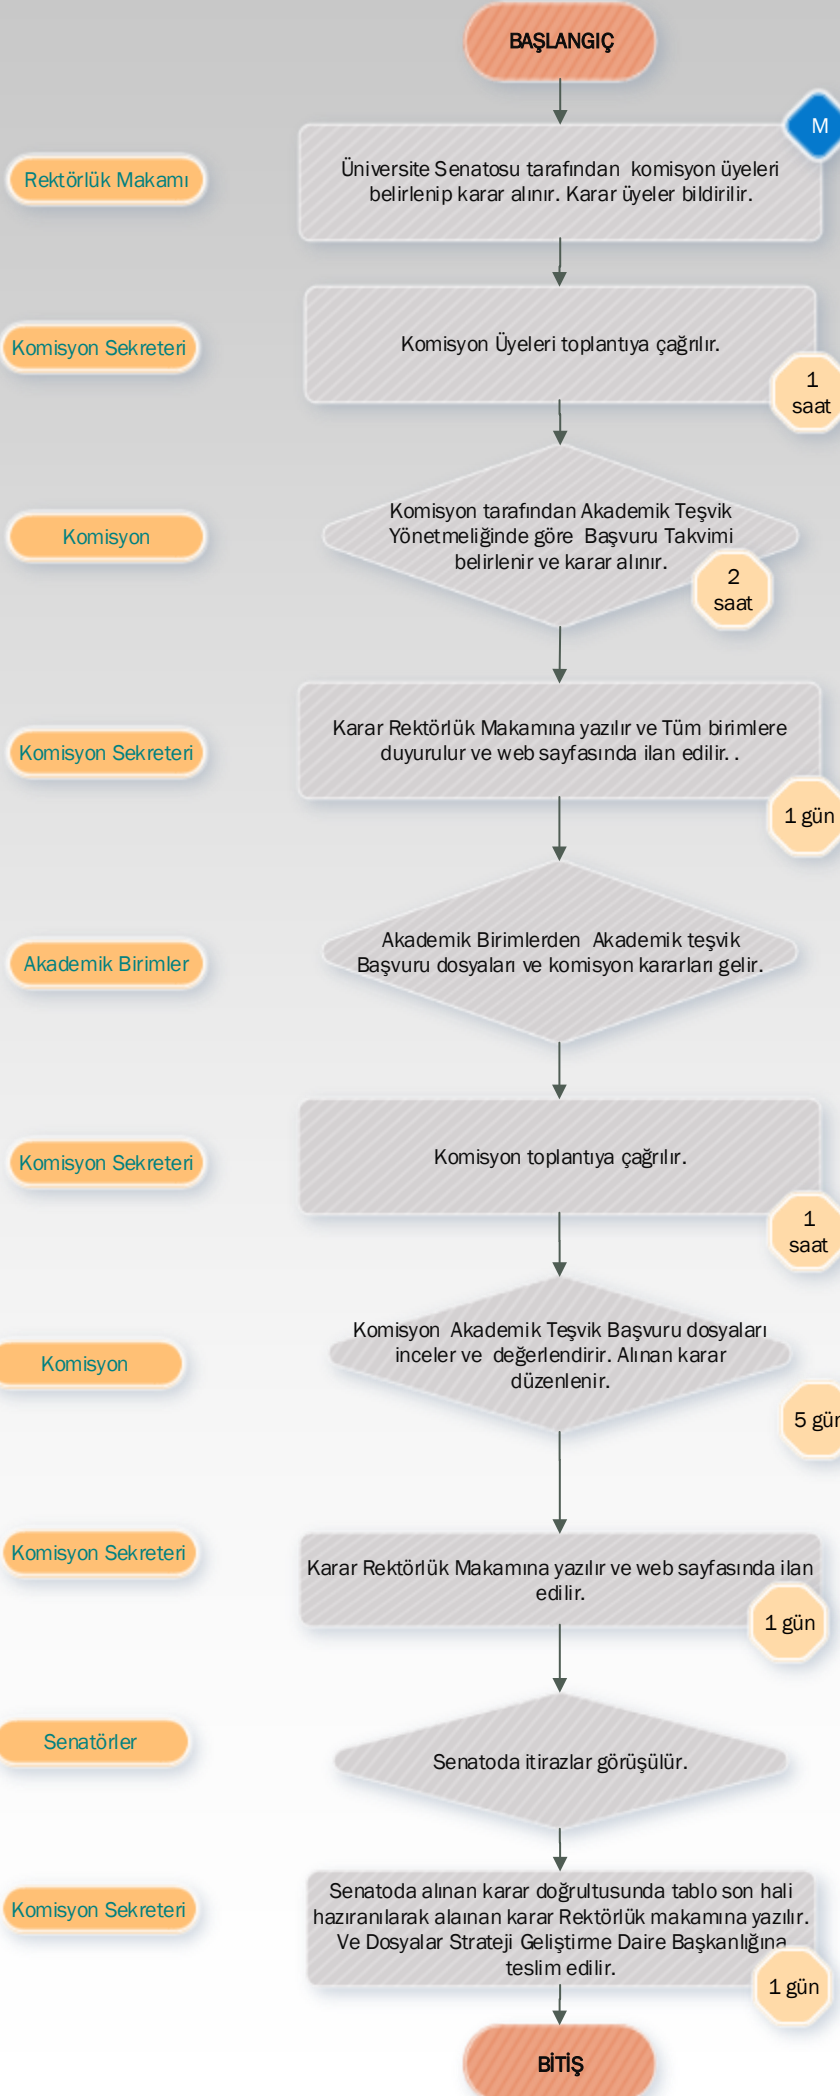 BAŞLANGIÇ
M
Rektörlük Makamı
Üniversite Senatosu tarafından komisyon üyeleri
belirlenip karar alınır. Karar üyeler bildirilir.
Komisyon Sekreteri
Komisyon Üyeleri toplantıya çağrılır.
1
saat
Komisyon
Komisyon tarafından Akademik Teşvik
Yönetmeliğinde göre Başvuru Takvimi
belirlenir ve karar alınır.
2
saat
Komisyon Sekreteri
Karar Rektörlük Makamına yazılır ve Tüm birimlere
duyurulur ve web sayfasında ilan edilir. .
1 gün
Akademik Birimler
Akademik Birimlerden Akademik teşvik
Başvuru dosyaları ve komisyon kararları gelir.
Komisyon Sekreteri
Komisyon toplantıya çağrılır.
1
saat
Komisyon
Komisyon Akademik Teşvik Başvuru dosyaları
inceler ve değerlendirir. Alınan karar
düzenlenir.
5 gün
Komisyon Sekreteri
Karar Rektörlük Makamına yazılır ve web sayfasında ilan
edilir.
1 gün
Senatörler
Senatoda itirazlar görüşülür.
Komisyon Sekreteri
Senatoda alınan karar doğrultusunda tablo son hali
hazıranılarak alaınan karar Rektörlük makamına yazılır.
Ve Dosyalar Strateji Geliştirme Daire Başkanlığına
teslim edilir.
1 gün
BİTİŞ